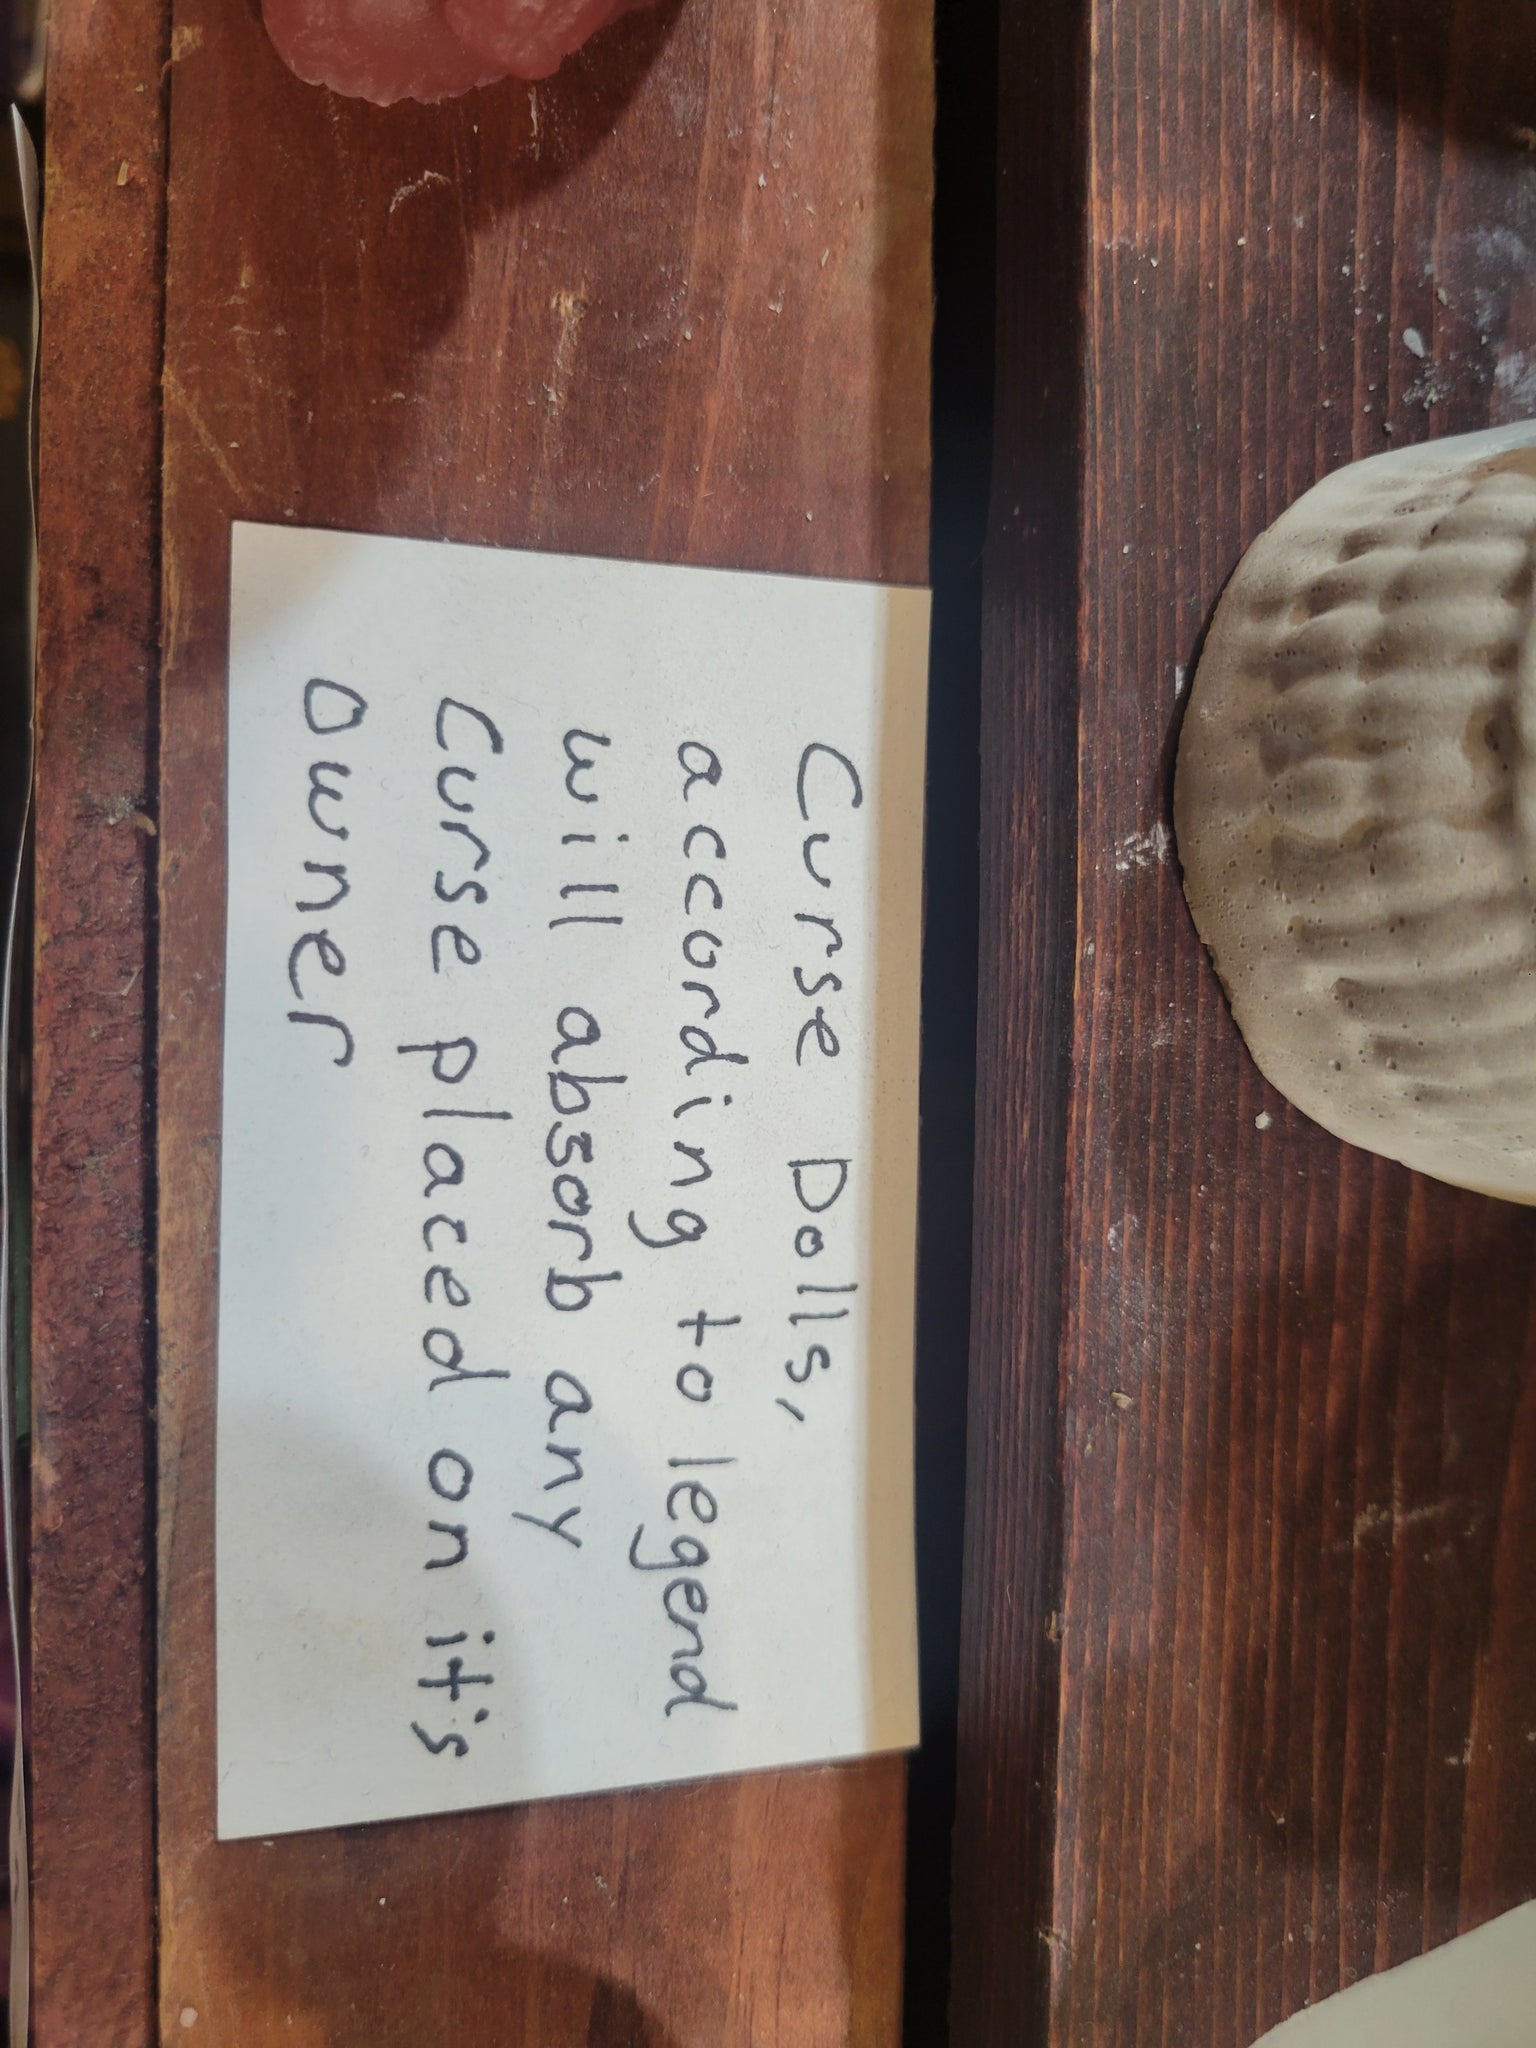 Curse Dolls,
according to legend
will absorb any
Curse placed on it's
owner